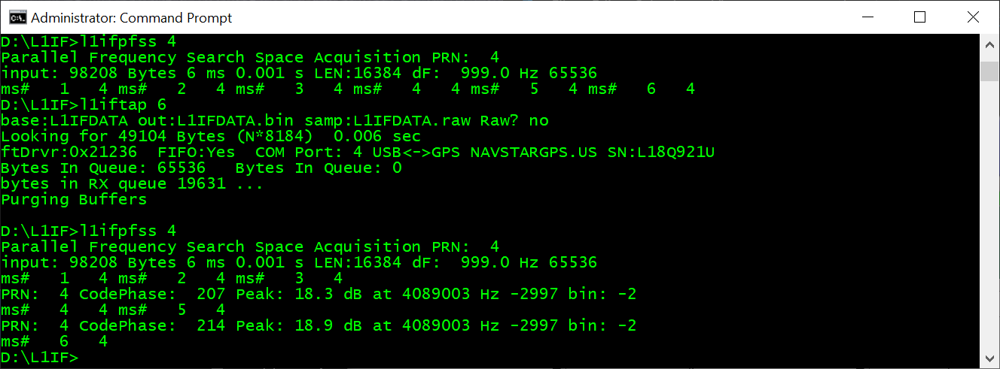 Administrator: Command Prompt
D:\L1IF>l1ifpfss 4
Parallel Frequency Search Space Acquisition PRN:  4
input: 98208 Bytes 6 ms 0.001 s LEN:16384 dF:  999.0 Hz 65536
ms#   1   4 ms#   2   4 ms#   3   4 ms#   4   4 ms#   5   4 ms#   6   4
D:\L1IF>l1iftap 6
base:L1IFDATA out:L1IFDATA.bin samp:L1IFDATA.raw Raw? no
Looking for 49104 Bytes (N*8184)  0.006 sec
ftDrvr:0x21236  FIFO:Yes  COM Port: 4 USB<->GPS NAVSTARGPS.US SN:L18Q921U
Bytes In Queue: 65536   Bytes In Queue: 0
bytes in RX queue 19631 ...
Purging Buffers
D:\L1IF>l1ifpfss 4
Parallel Frequency Search Space Acquisition PRN:  4
input: 98208 Bytes 6 ms 0.001 s LEN:16384 dF:  999.0 Hz 65536
ms#   1   4 ms#   2   4 ms#   3   4
PRN:  4 CodePhase:  207 Peak: 18.3 dB at 4089003 Hz -2997 bin: -2
ms#   4   4 ms#   5   4
PRN:  4 CodePhase:  214 Peak: 18.9 dB at 4089003 Hz -2997 bin: -2
ms#   6   4
D:\L1IF>